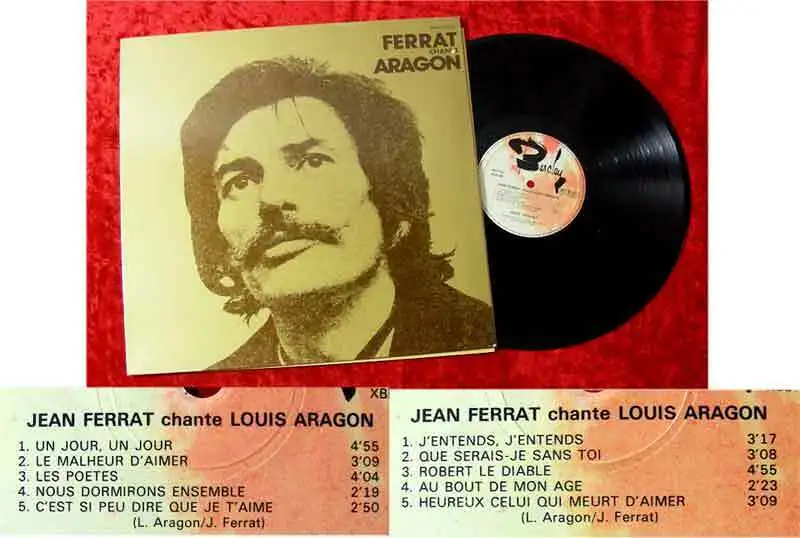 FERRAT
CHANTE
ARAGON
Barclay
JEAN FERRAT chante LOUIS ARAGON
1. UN JOUR, UN JOUR 4'55
2. LE MALHEUR D'AIMER 3'09
3. LES POETES 4'04
4. NOUS DORMIRONS ENSEMBLE 2'19
5. C'EST SI PEU DIRE QUE JE T'AIME 2'50
(L. Aragon/J. Ferrat)
XB
JEAN FERRAT chante LOUIS ARAGON
1. J'ENTENDS, J'ENTENDS 3'17
2. QUE SERAIS-JE SANS TOI 3'08
3. ROBERT LE DIABLE 4'55
4. AU BOUT DE MON AGE 2'23
5. HEUREUX CELUI QUI MEURT D'AIMER 3'09
(L. Aragon/J. Ferrat)